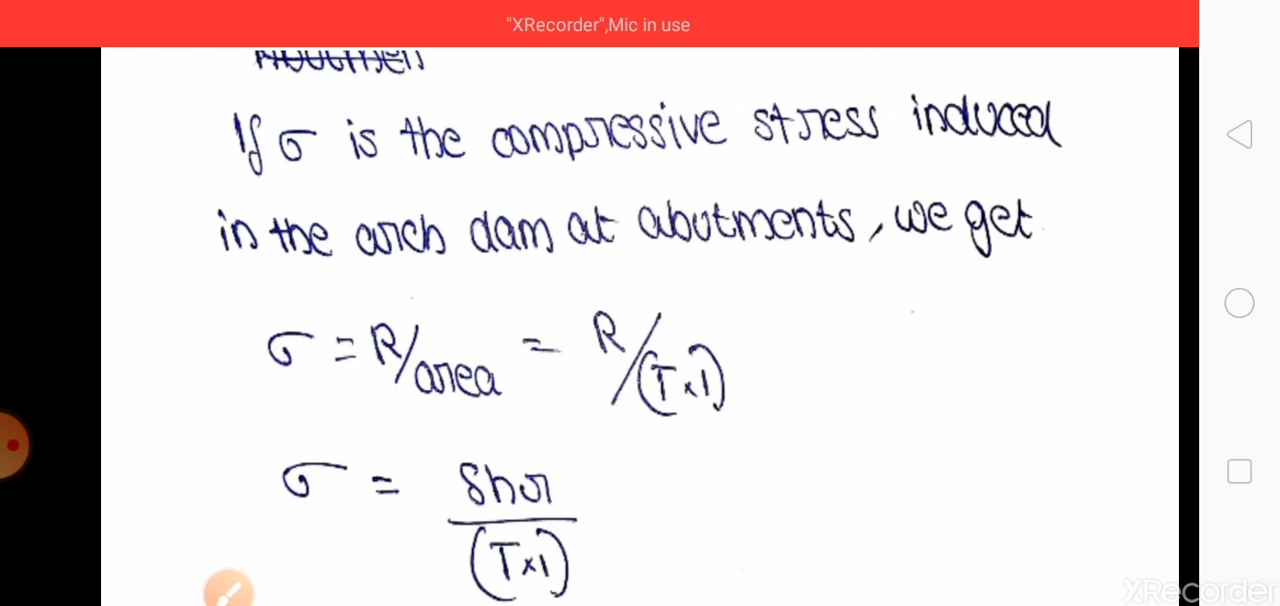 "XRecorder",Mic in use
If σ is the compressive stress induced
in the arch dam at abutments, we get
σ = R/area = R/(T×1)
σ = δhr/(T×1)
XRecorder